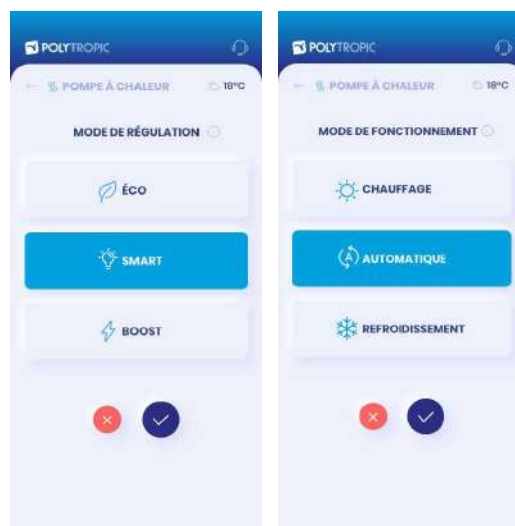 POLYTROPIC
POMPE À CHALEUR
18°C
MODE DE RÉGULATION
ÉCO
SMART
BOOST
POLYTROPIC
POMPE À CHALEUR
18°C
MODE DE FONCTIONNEMENT
CHAUFFAGE
A AUTOMATIQUE
REFROIDISSEMENT